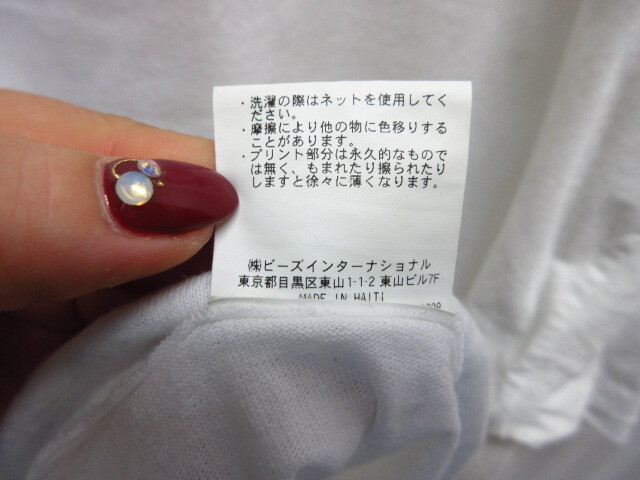 ・洗濯の際はネットを使用してく
ださい。
・摩擦により他の物に色移りする
ことがあります。
・プリント部分は永久的なもので
は無く、もまれたり擦られたり
しますと徐々に薄くなります。
㈱ビーズインターナショナル
東京都目黒区東山1-1-2 東山ビル7F
MADE IN HAITI